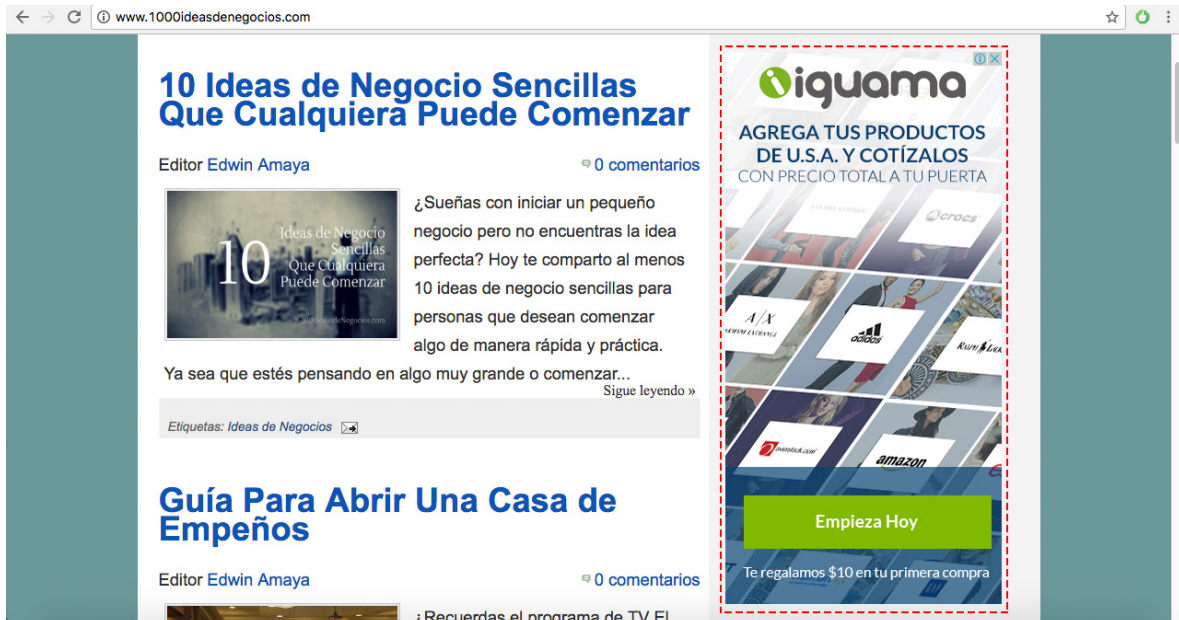 www.1000ideasdenegocios.com
10 Ideas de Negocio Sencillas
Que Cualquiera Puede Comenzar
Editor Edwin Amaya
0 comentarios
10
Ideas de Negocio
Sencillas
Que Cualquiera
Puede Comenzar
¿Sueñas con iniciar un pequeño
negocio pero no encuentras la idea
perfecta? Hoy te comparto al menos
10 ideas de negocio sencillas para
personas que desean comenzar
algo de manera rápida y práctica.
Ya sea que estés pensando en algo muy grande o comenzar...
Sigue leyendo »
Etiquetas: Ideas de Negocios
Guía Para Abrir Una Casa de
Empeños
Editor Edwin Amaya
0 comentarios
¿Recuerdas el programa de TV El
iguama
AGREGA TUS PRODUCTOS
DE U.S.A. Y COTÍZALOS
CON PRECIO TOTAL A TU PUERTA
crocs
A|X
ARMANI EXCHANGE
adidas
RALPH
overstock.com
amazon
Empieza Hoy
Te regalamos $10 en tu primera compra